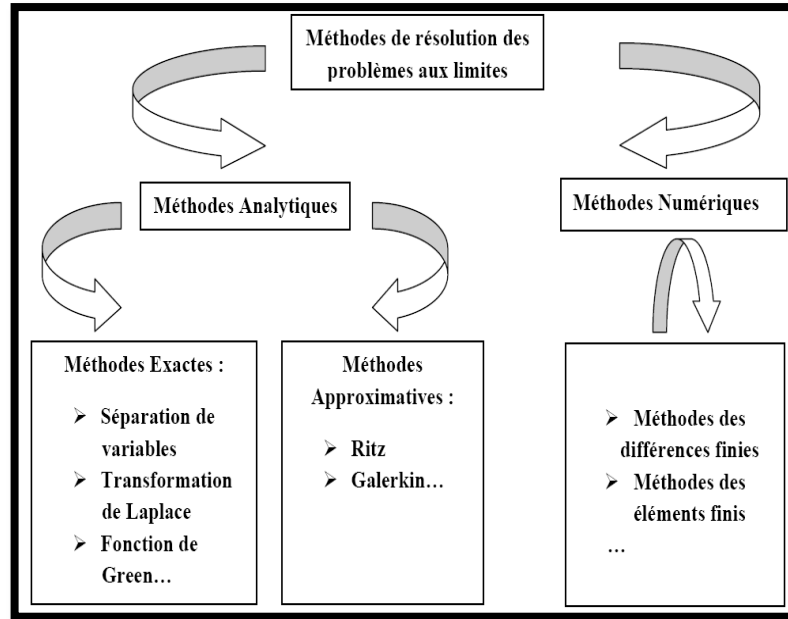 Méthodes de résolution des
problèmes aux limites
Méthodes Analytiques
Méthodes Numériques
Méthodes Exactes :
➢ Séparation de
variables
➢ Transformation
de Laplace
➢ Fonction de
Green…
Méthodes
Approximatives :
➢ Ritz
➢ Galerkin…
➢ Méthodes des
différences finies
➢ Méthodes des
éléments finis
…